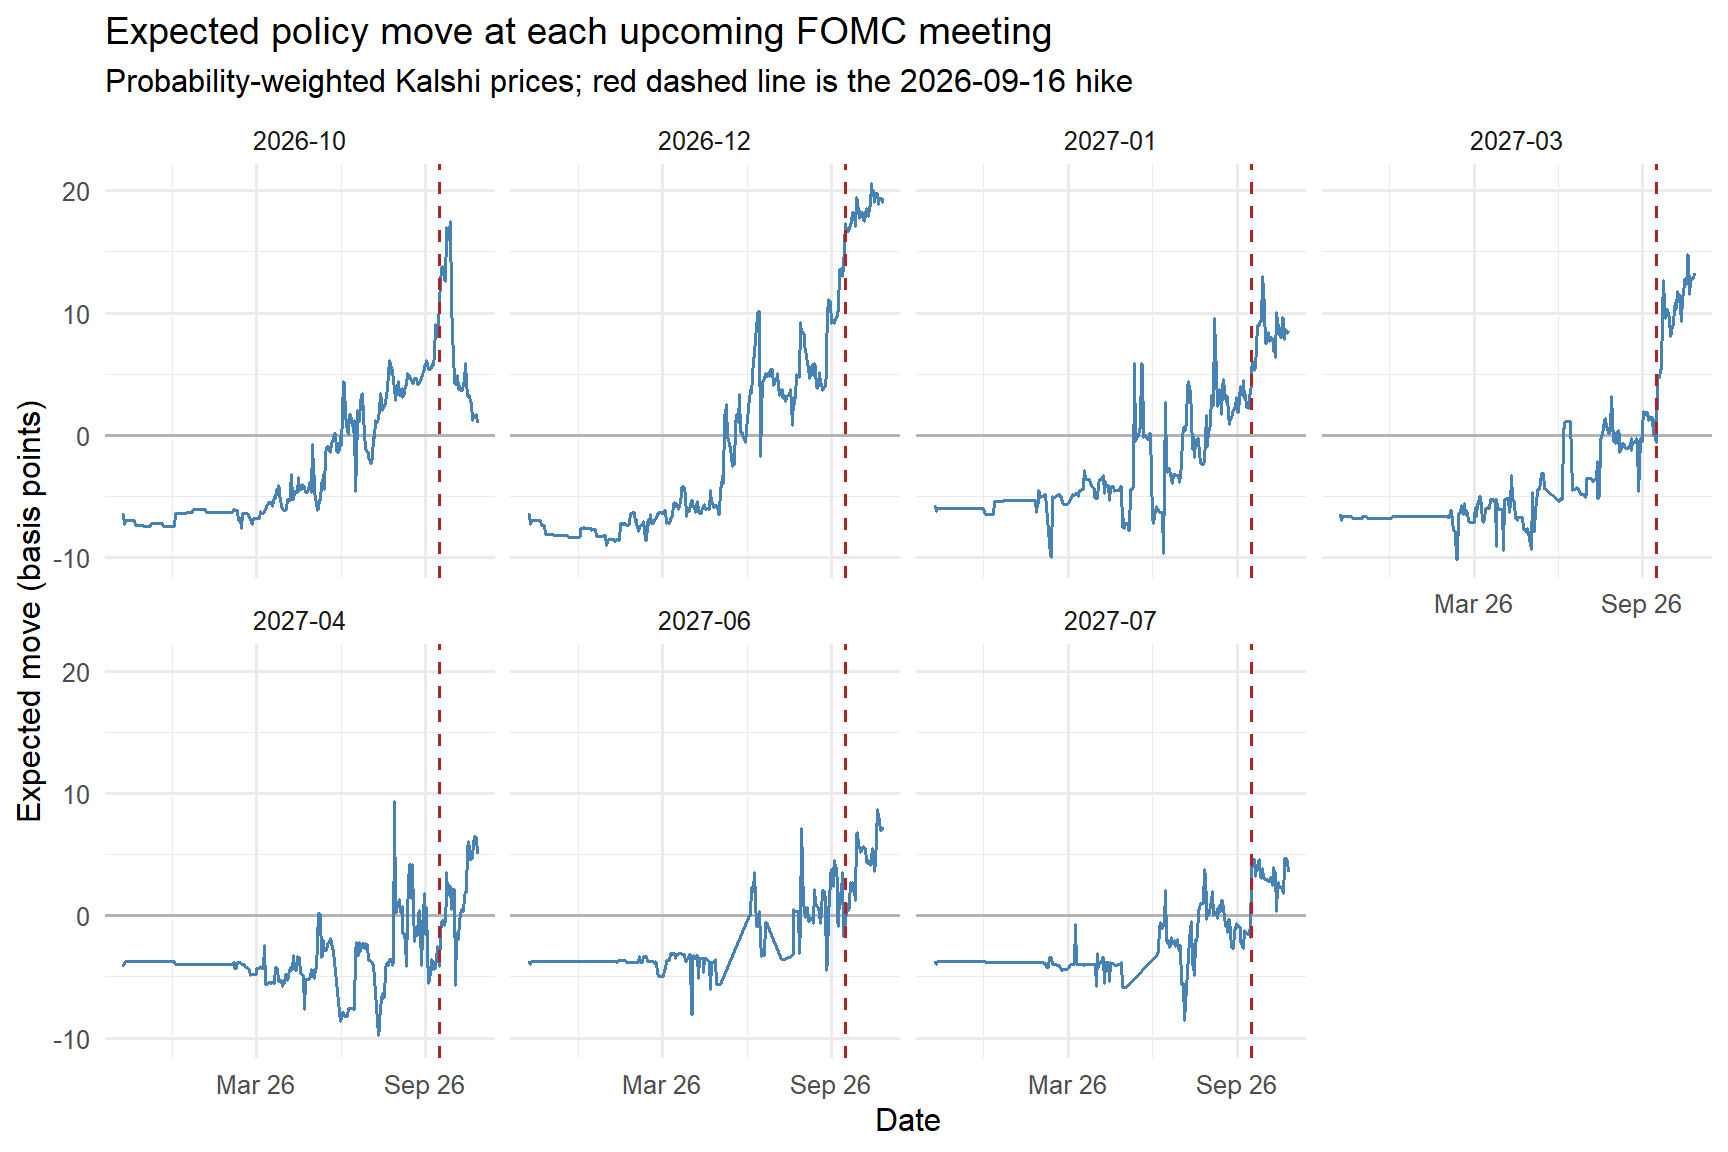 Expected policy move at each upcoming FOMC meeting
Probability-weighted Kalshi prices; red dashed line is the 2026-09-16 hike
2026-10
2026-12
2027-01
2027-03
20
10
0
-10
Mar 26
Sep 26
2027-04
2027-06
2027-07
20
10
0
-10
Mar 26
Sep 26
Mar 26
Sep 26
Mar 26
Sep 26
Expected move (basis points)
Date